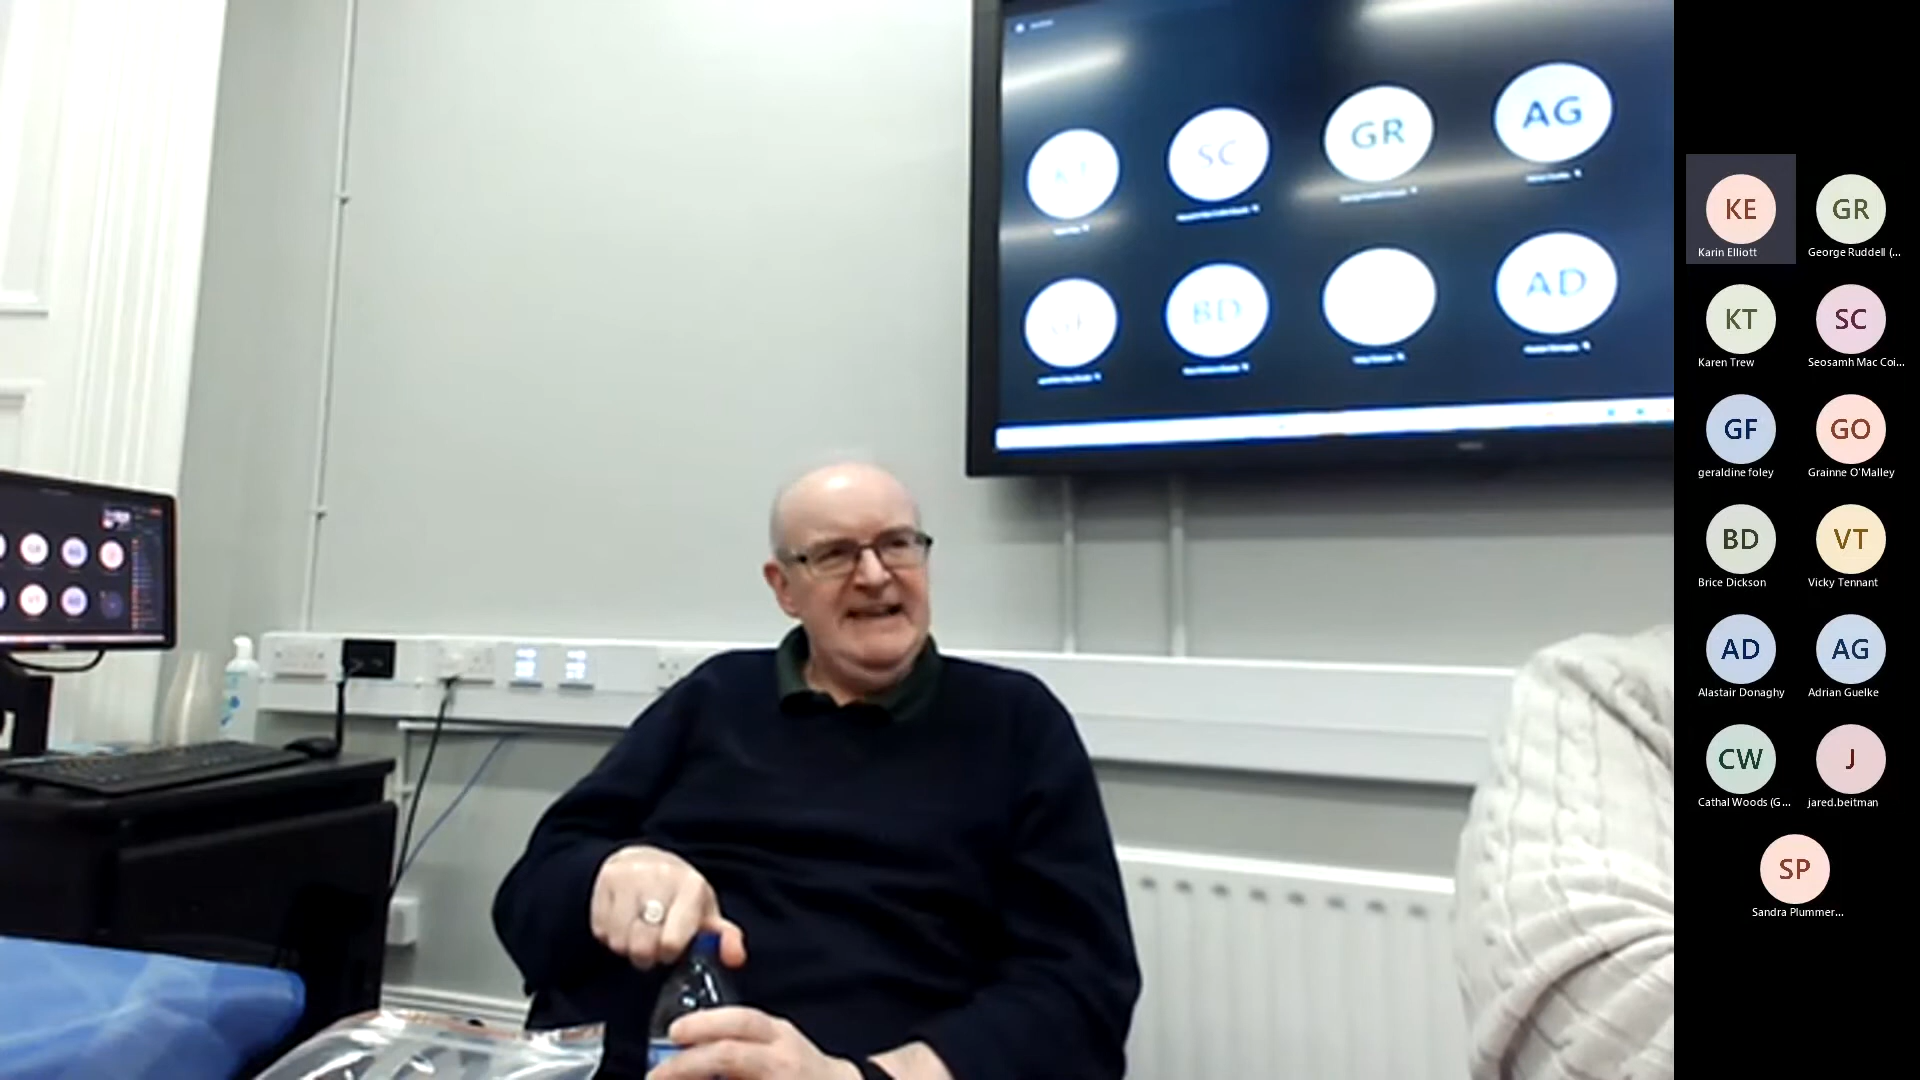 SC
GR
AG
BD
AD
KE
GR
Karin Elliott
George Ruddell (...
KT
SC
Karen Trew
Seosamh Mac Coi...
GF
GO
geraldine foley
Grainne O'Malley
BD
VT
Brice Dickson
Vicky Tennant
AD
AG
Alastair Donaghy
Adrian Guelke
CW
J
Cathal Woods (G...
jared.beitman
SP
Sandra Plummer...